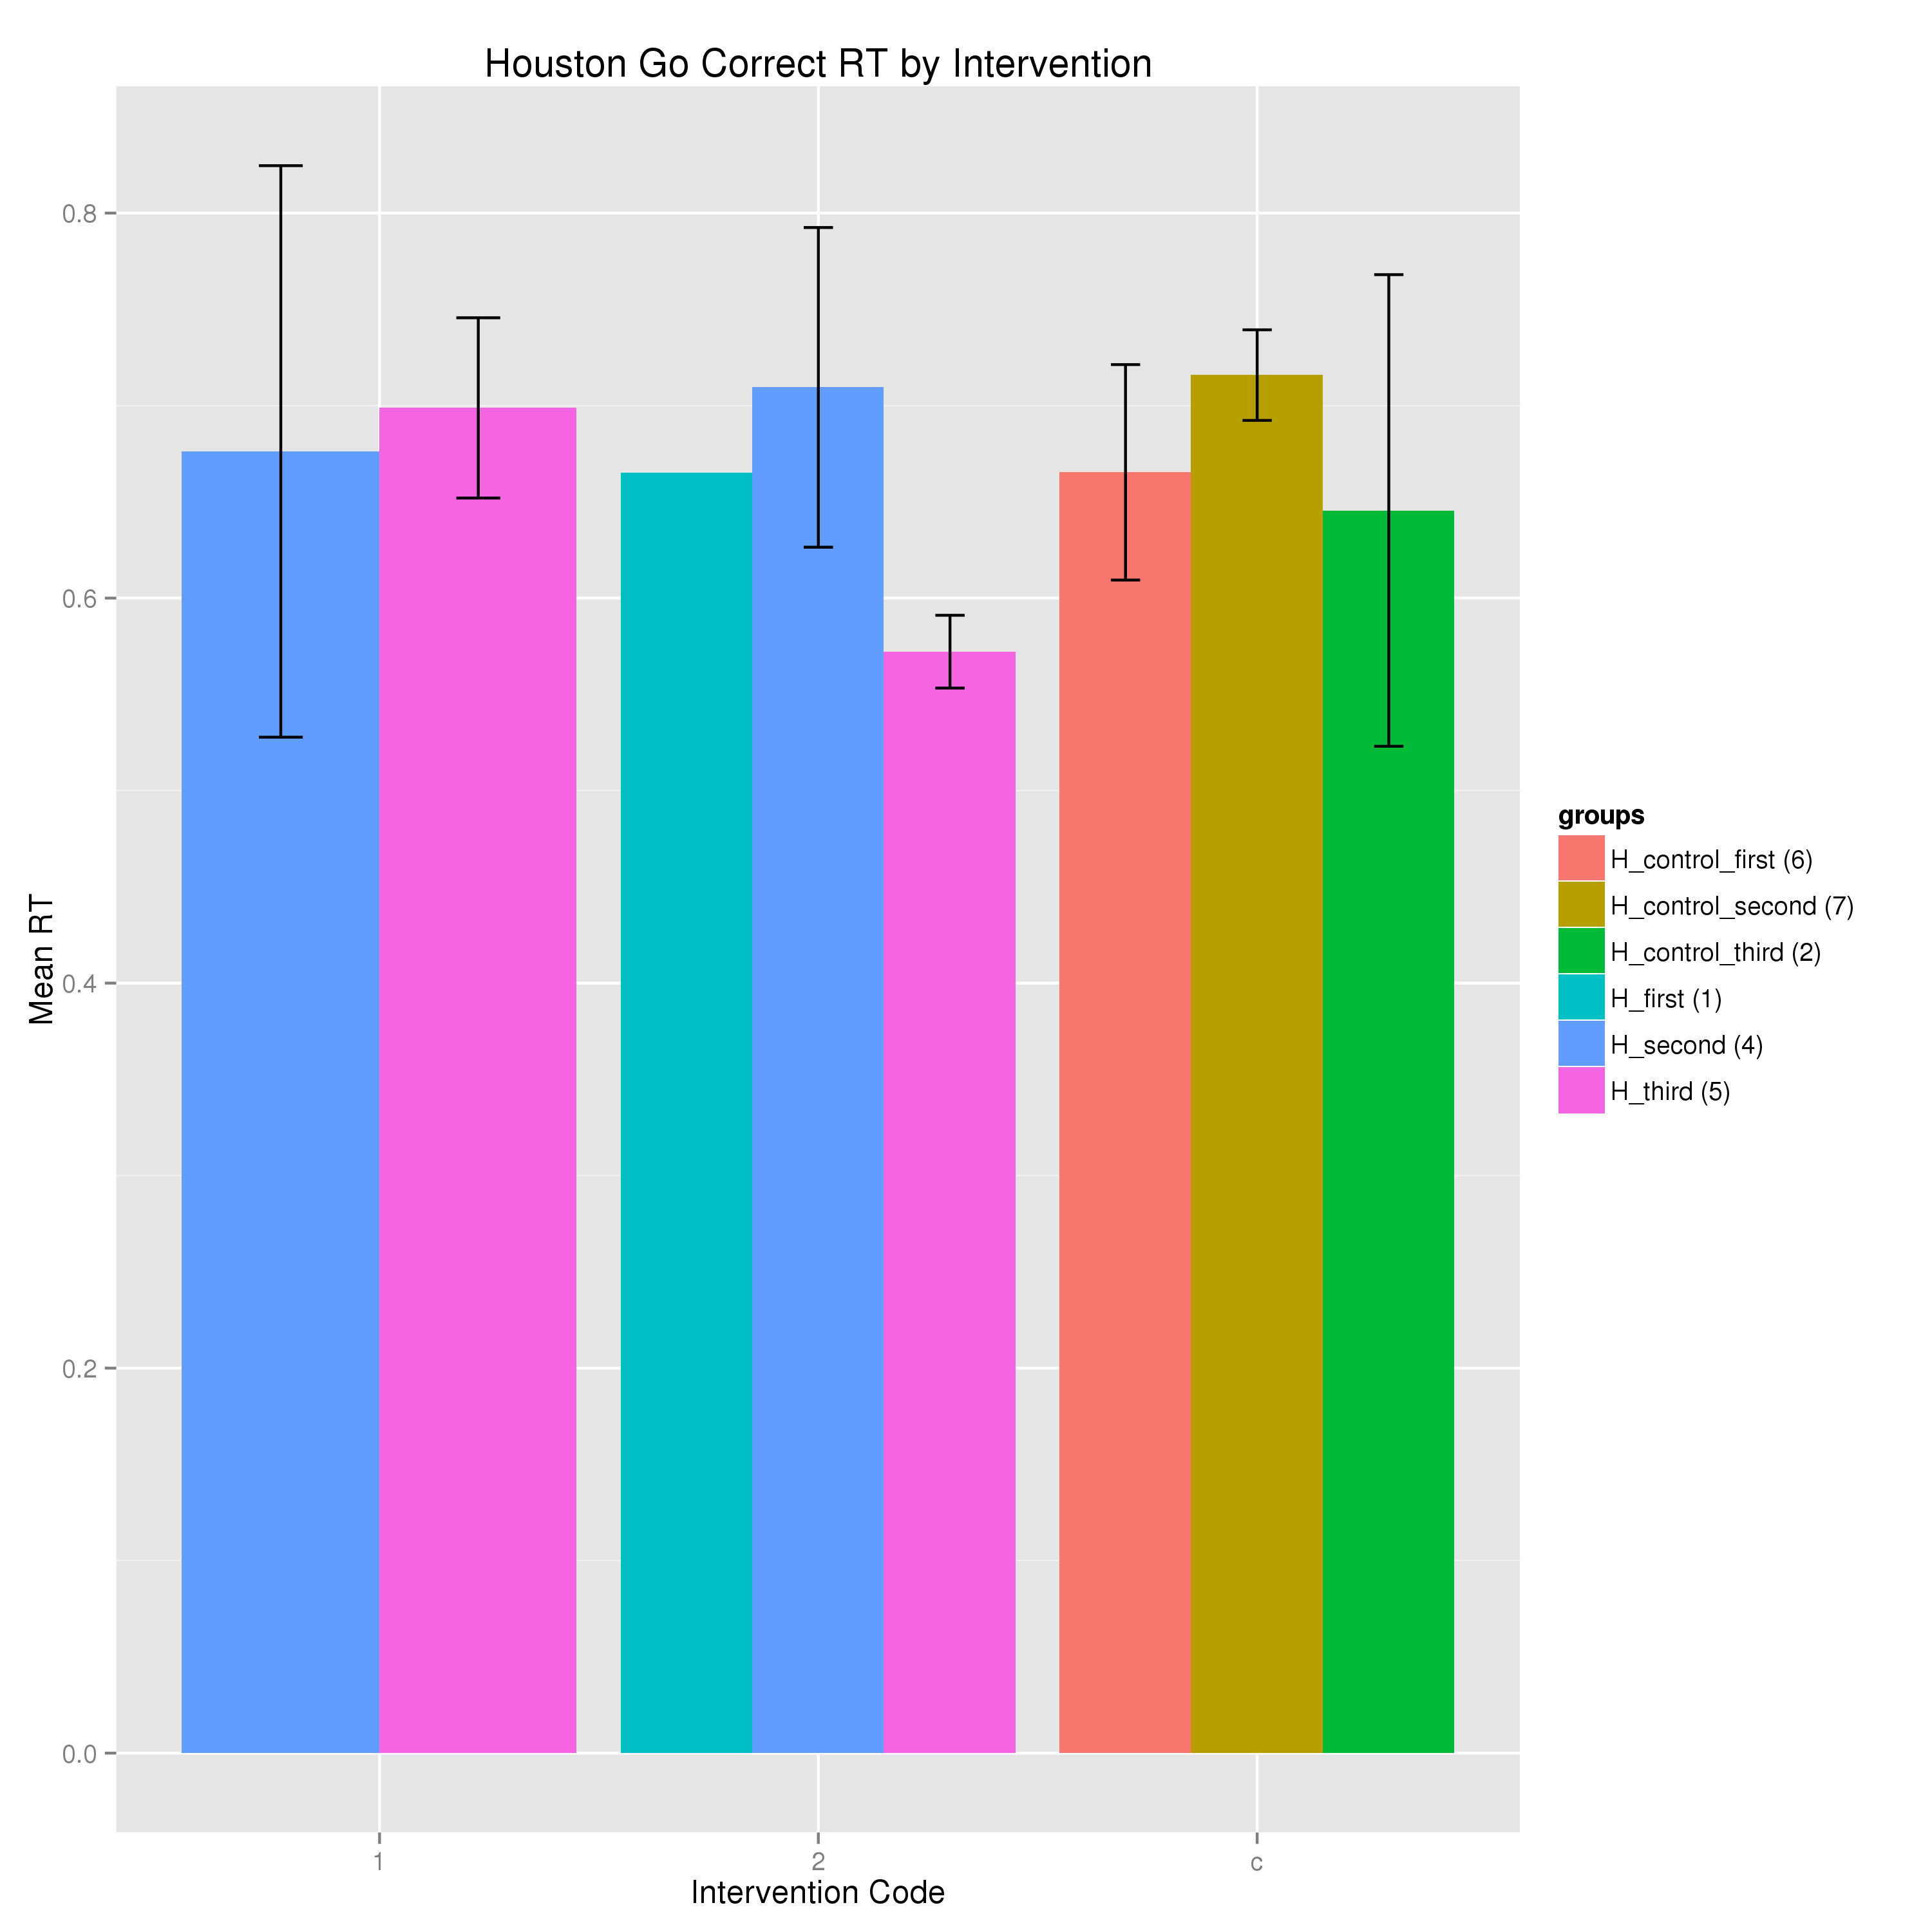 Houston Go Correct RT by Intervention
Mean RT
0.8
0.6
0.4
0.2
0.0
1
2
c
Intervention Code
groups
H_control_first (6)
H_control_second (7)
H_control_third (2)
H_first (1)
H_second (4)
H_third (5)